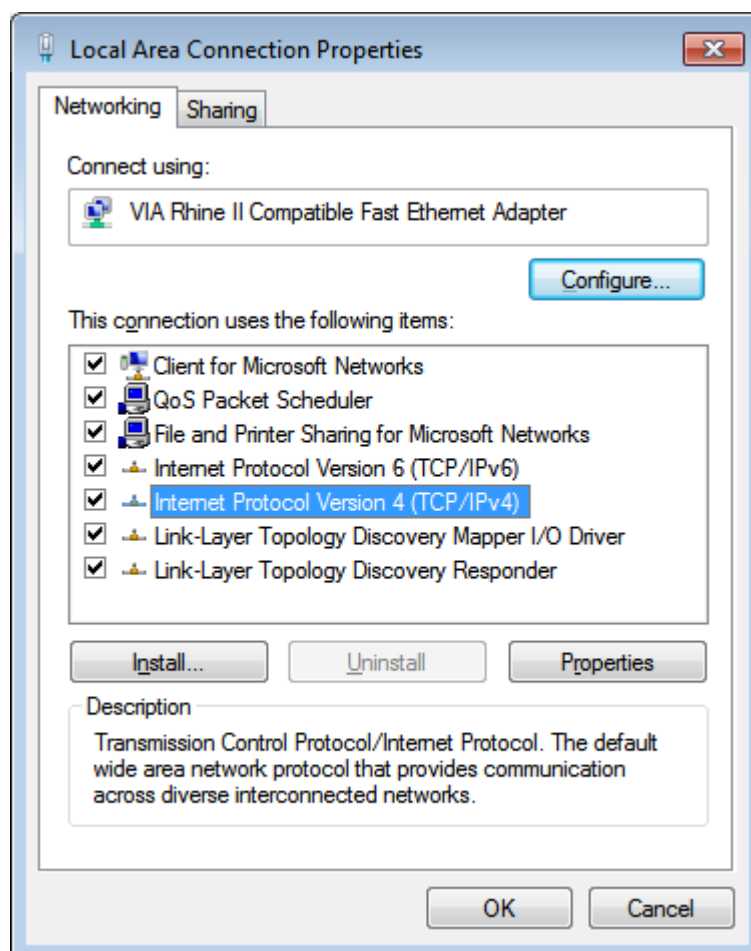 Local Area Connection Properties
Networking
Sharing
Connect using:
VIA Rhine II Compatible Fast Ethernet Adapter
Configure...
This connection uses the following items:
Client for Microsoft Networks
QoS Packet Scheduler
File and Printer Sharing for Microsoft Networks
Internet Protocol Version 6 (TCP/IPv6)
Internet Protocol Version 4 (TCP/IPv4)
Link-Layer Topology Discovery Mapper I/O Driver
Link-Layer Topology Discovery Responder
Install...
Uninstall
Properties
Description
Transmission Control Protocol/Internet Protocol. The default
wide area network protocol that provides communication
across diverse interconnected networks.
OK
Cancel